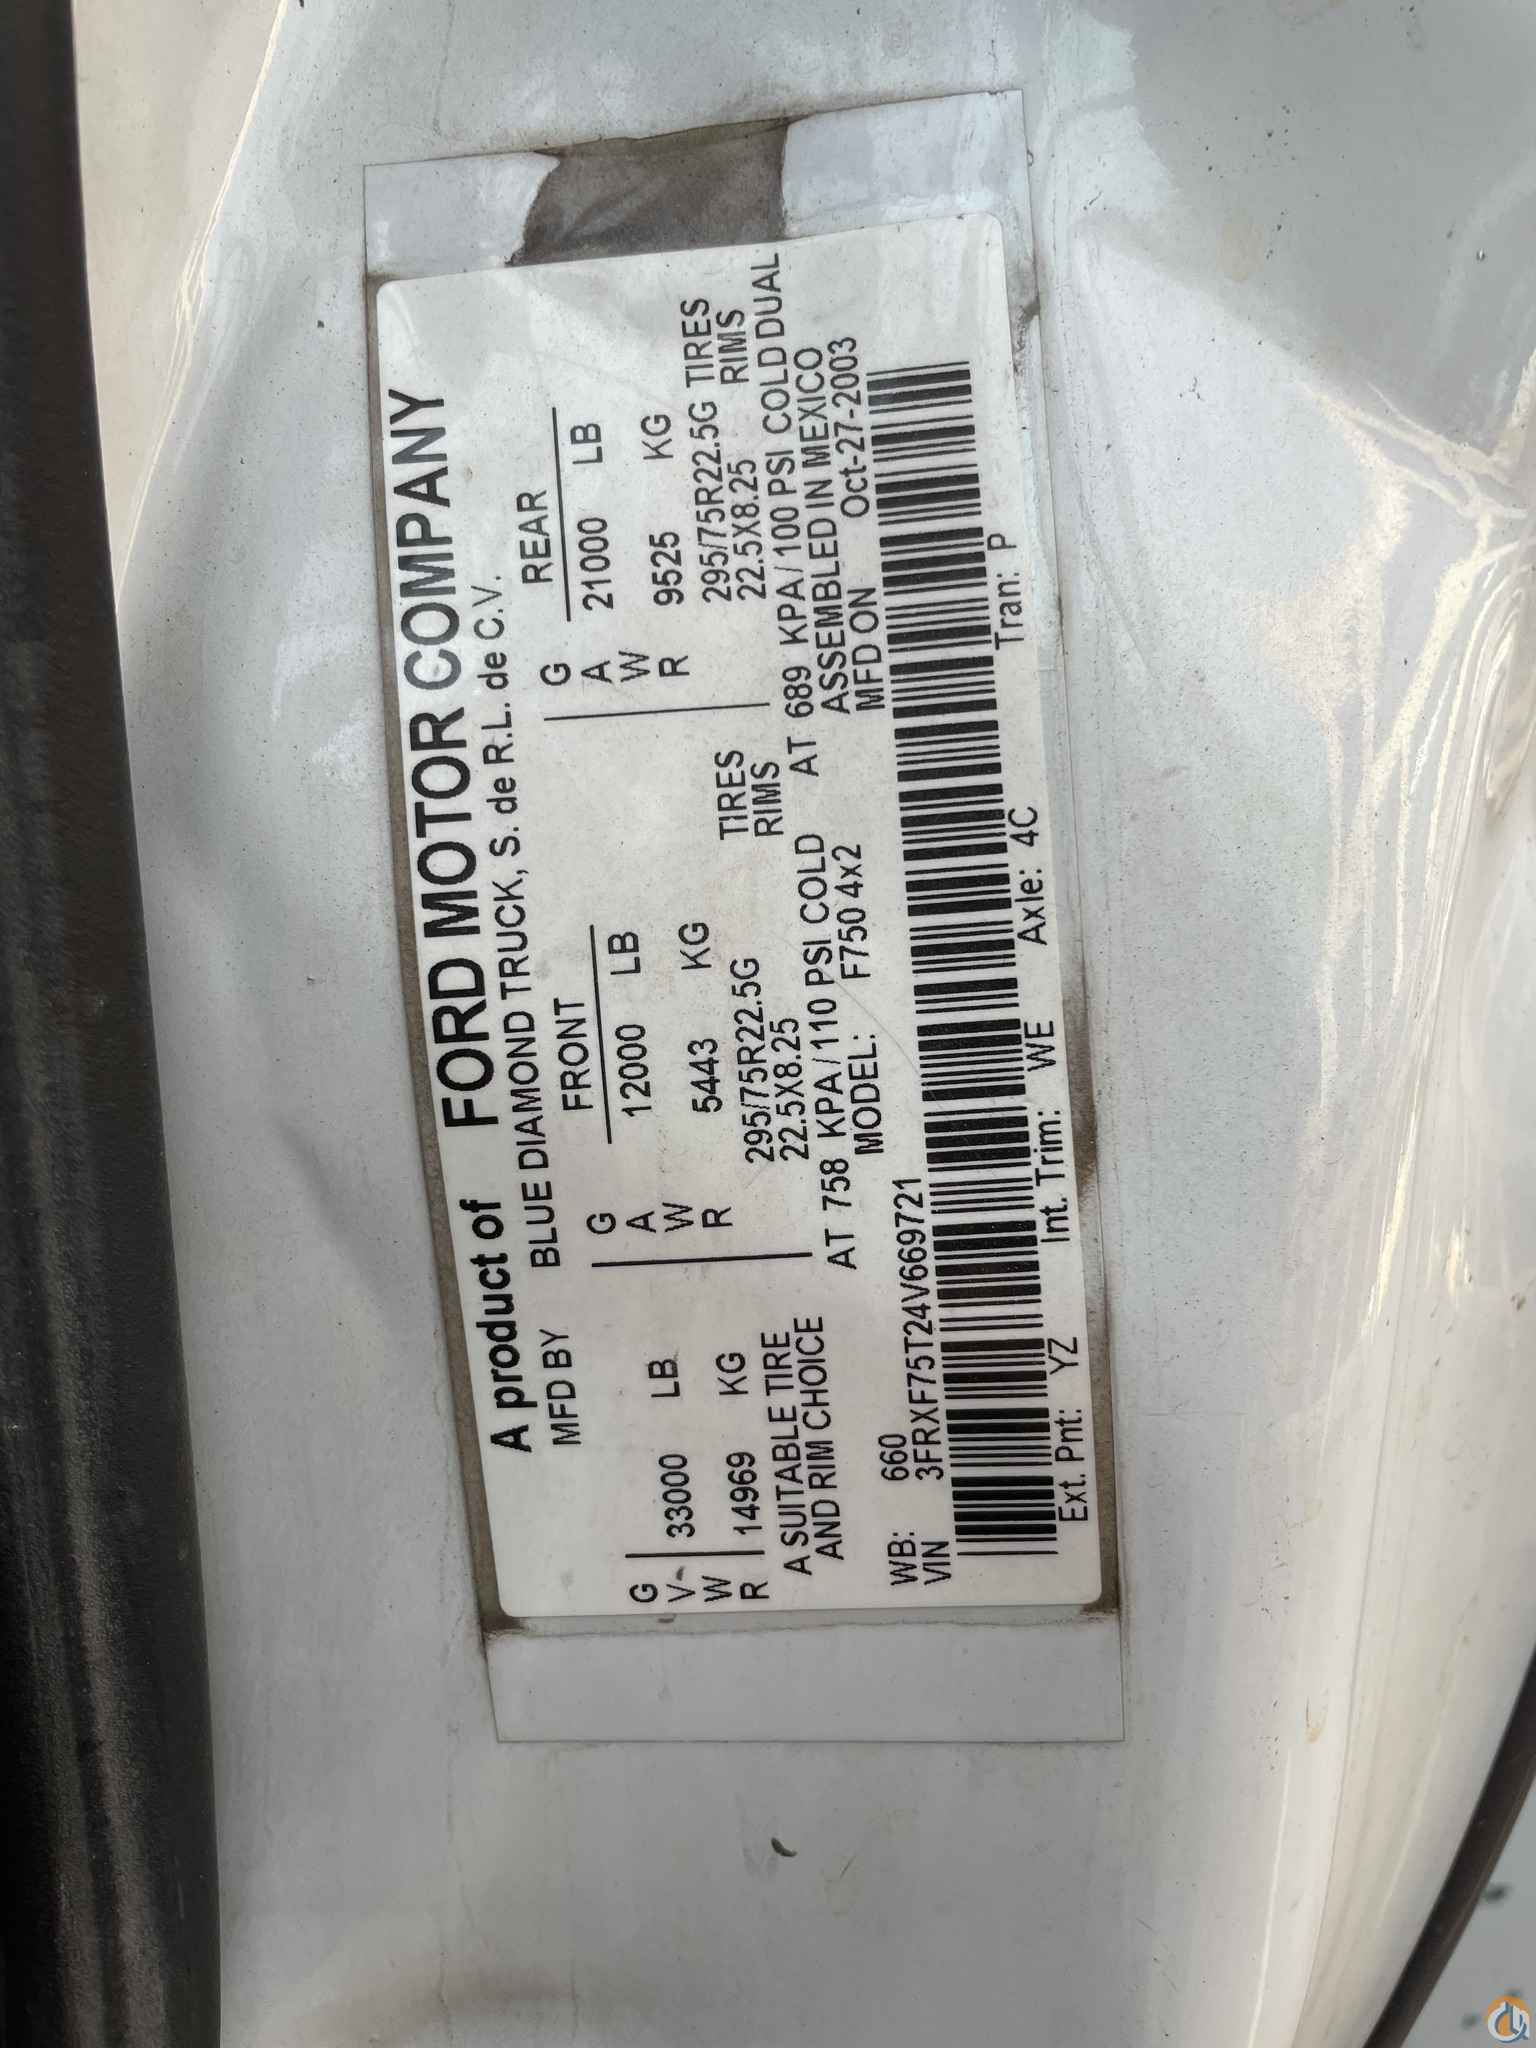 A product of FORD MOTOR COMPANY
MFD BY BLUE DIAMOND TRUCK, S. de R.L. de C.V.
FRONT REAR
GVWR 33000 LB GAWR 12000 LB GAWR 21000 LB
14969 KG 5443 KG 9525 KG
A SUITABLE TIRE 295/75R22.5G TIRES 295/75R22.5G TIRES
AND RIM CHOICE 22.5X8.25 RIMS 22.5X8.25 RIMS
AT 758 KPA/110 PSI COLD AT 689 KPA/100 PSI COLD DUAL
ASSEMBLED IN MEXICO
WB: 660 MODEL: F750 4x2 MFD ON Oct-27-2003
VIN 3FRXF75T24V669721
Ext. Pnt: YZ Int. Trim: WE Axle: 4C Tran: P